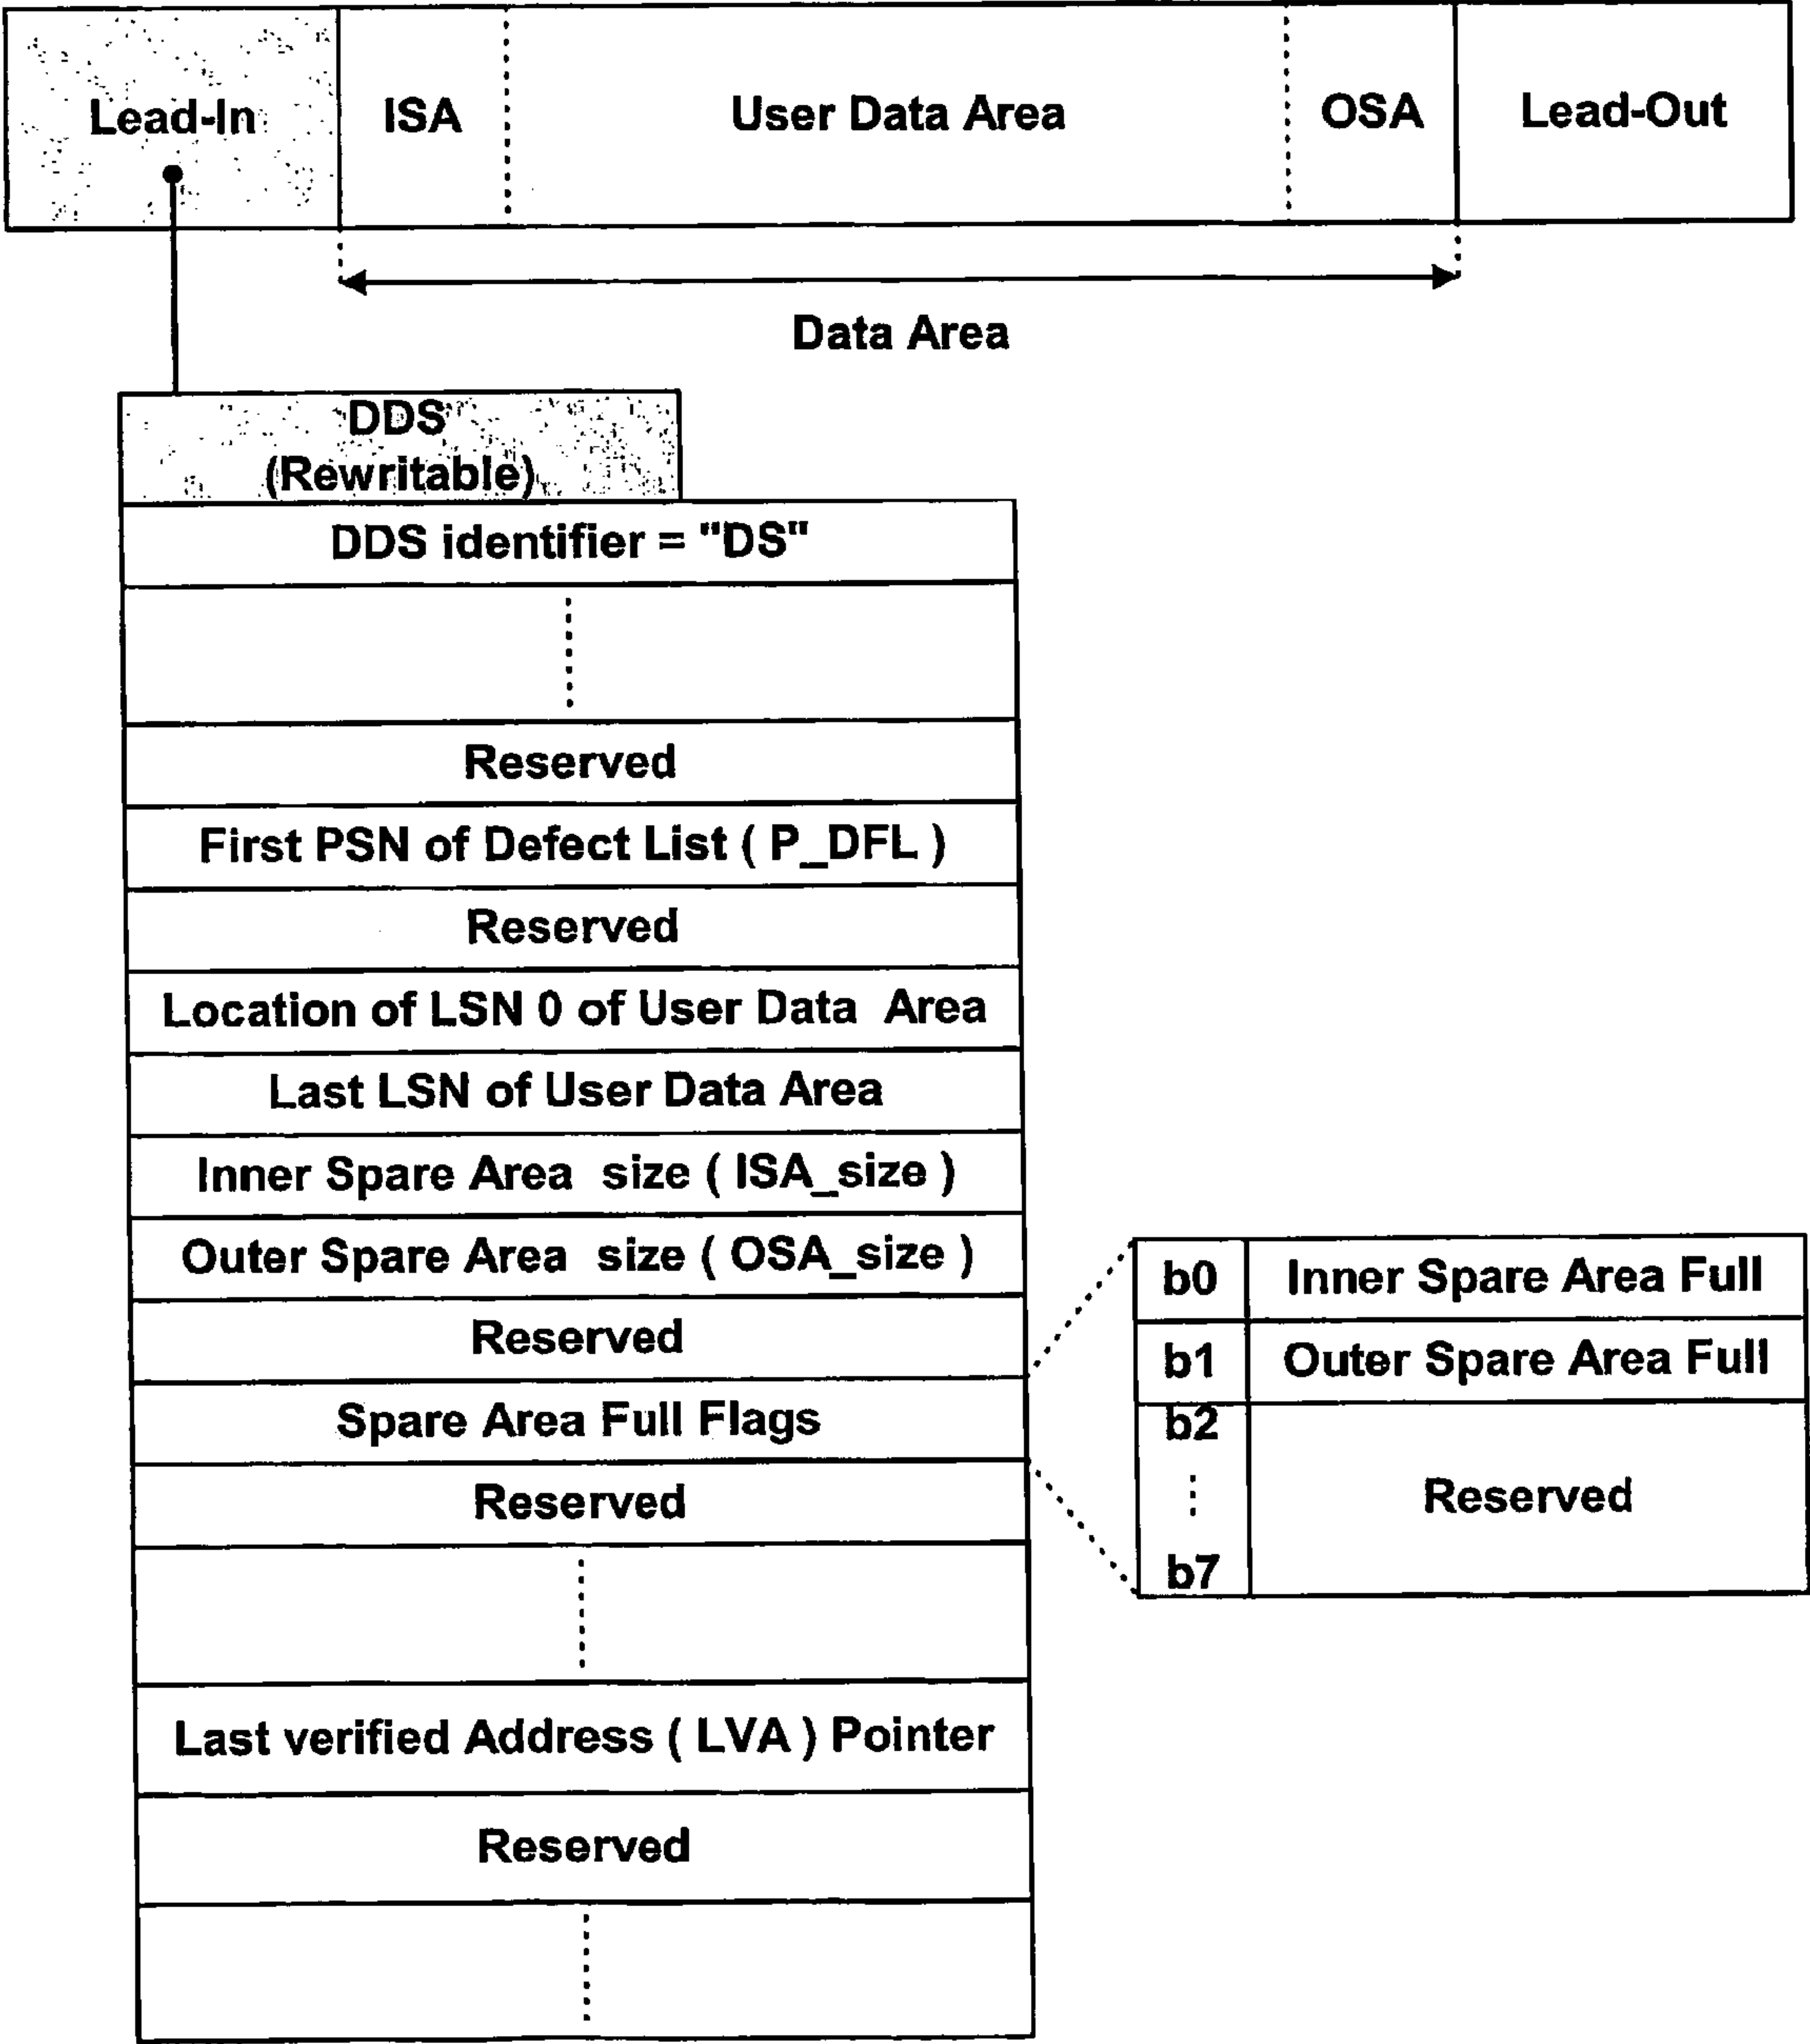 Lead-In
ISA
User Data Area
OSA
Lead-Out
Data Area
DDS
(Rewritable)
DDS identifier = "DS"
Reserved
First PSN of Defect List ( P_DFL )
Reserved
Location of LSN 0 of User Data Area
Last LSN of User Data Area
Inner Spare Area size ( ISA_size )
Outer Spare Area size ( OSA_size )
Reserved
Spare Area Full Flags
Reserved
Last verified Address ( LVA ) Pointer
Reserved
b0 Inner Spare Area Full
b1 Outer Spare Area Full
b2
Reserved
b7